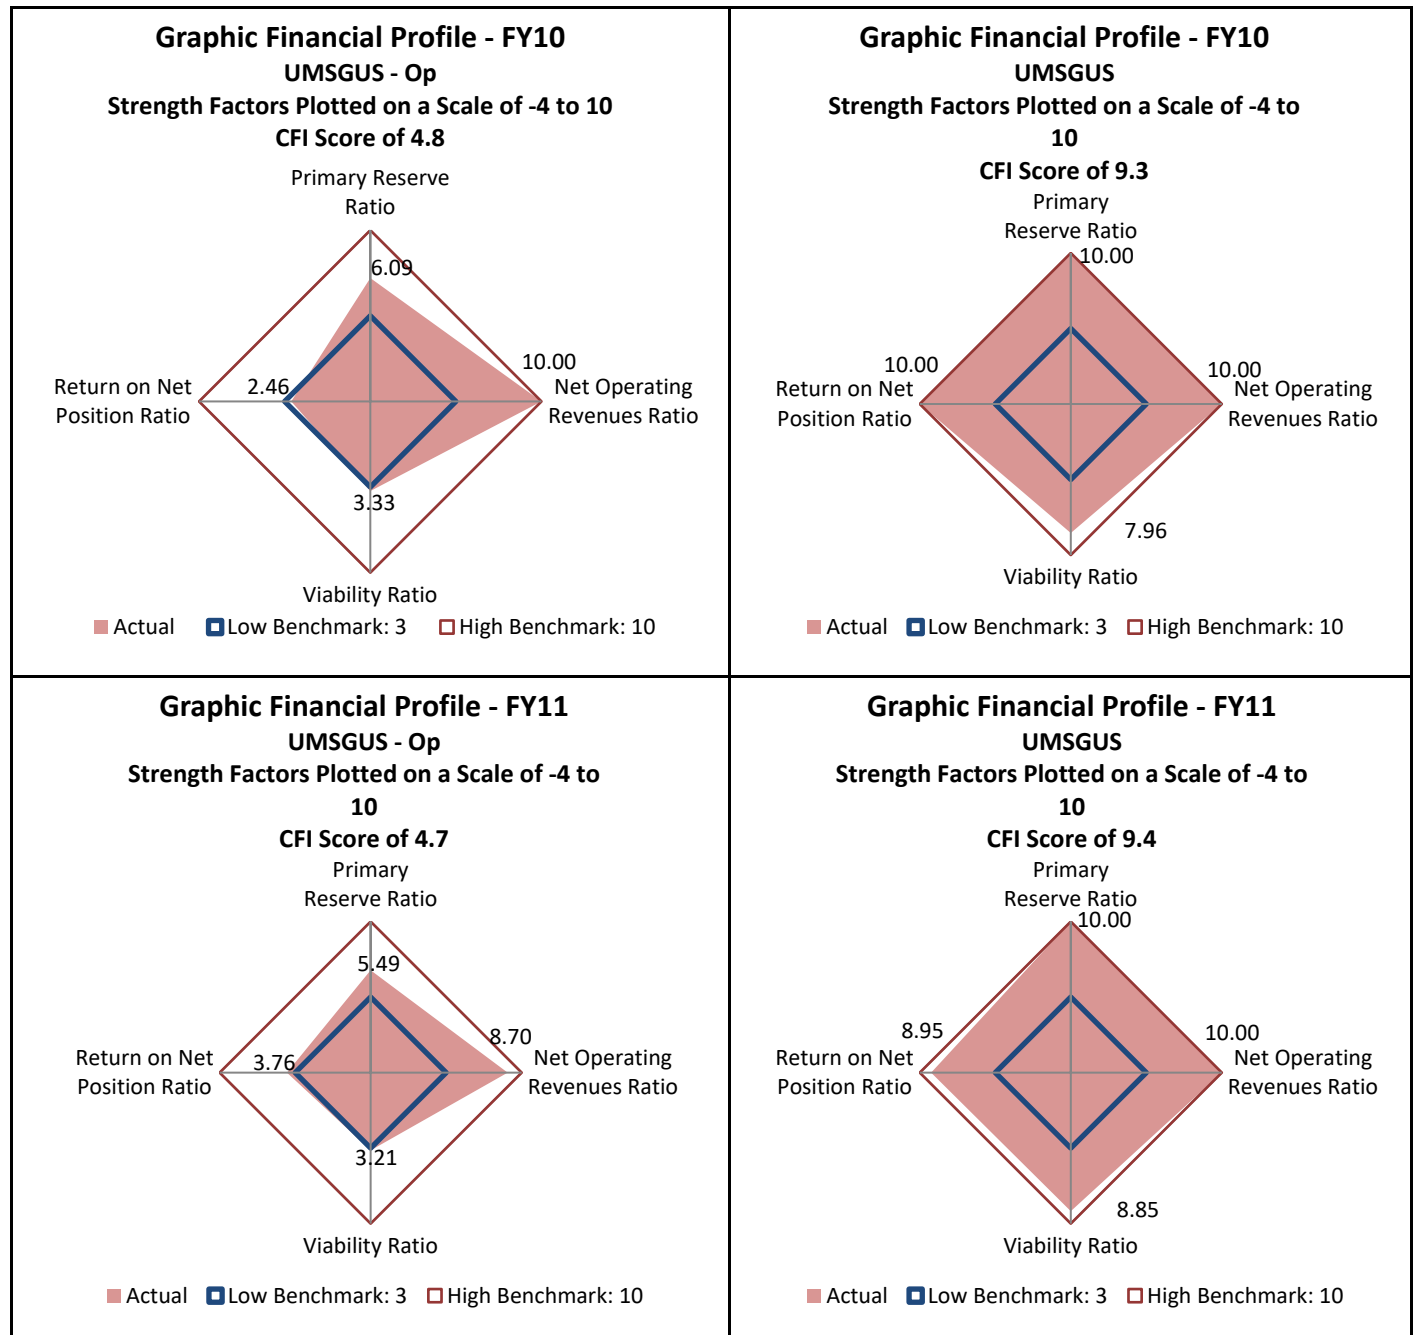 Graphic Financial Profile - FY10
UMSGUS - Op
Strength Factors Plotted on a Scale of -4 to 10
CFI Score of 4.8
Primary Reserve
Ratio
6.09
10.00
Net Operating
Revenues Ratio
Return on Net
Position Ratio
2.46
3.33
Viability Ratio
Actual Low Benchmark: 3 High Benchmark: 10
Graphic Financial Profile - FY10
UMSGUS
Strength Factors Plotted on a Scale of -4 to
10
CFI Score of 9.3
Primary
Reserve Ratio
10.00
10.00
Net Operating
Revenues Ratio
10.00
Return on Net
Position Ratio
7.96
Viability Ratio
Actual Low Benchmark: 3 High Benchmark: 10
Graphic Financial Profile - FY11
UMSGUS - Op
Strength Factors Plotted on a Scale of -4 to
10
CFI Score of 4.7
Primary
Reserve Ratio
5.49
8.70
Net Operating
Revenues Ratio
Return on Net
Position Ratio
3.76
3.21
Viability Ratio
Actual Low Benchmark: 3 High Benchmark: 10
Graphic Financial Profile - FY11
UMSGUS
Strength Factors Plotted on a Scale of -4 to
10
CFI Score of 9.4
Primary
Reserve Ratio
10.00
10.00
Net Operating
Revenues Ratio
8.95
Return on Net
Position Ratio
8.85
Viability Ratio
Actual Low Benchmark: 3 High Benchmark: 10